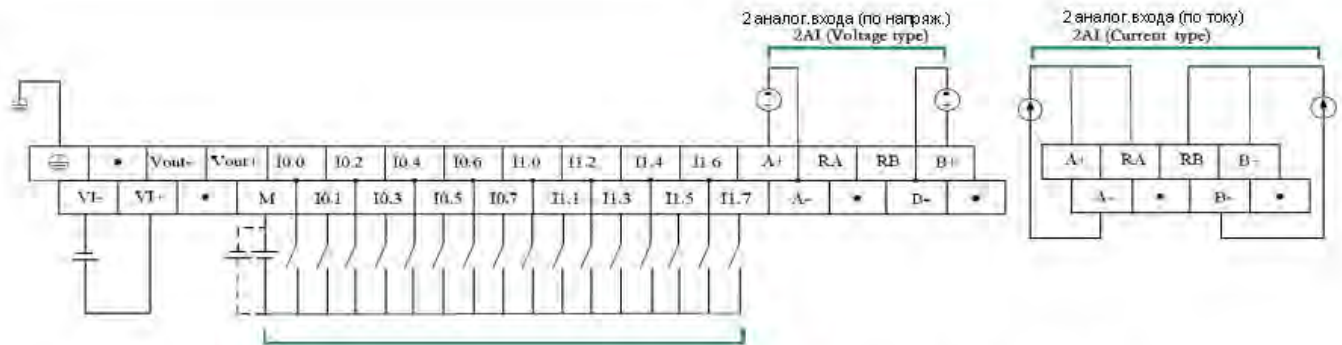 2 аналог.входа (по напряж.)
2AI (Voltage type)
2 аналог.входа (по току)
2AI (Current type)
• Vout- Vout+ I0.0 I0.2 I0.4 I0.6 I1.0 I1.2 I1.4 I1.6 A+ RA RB B+
VI- VI+ • M I0.1 I0.3 I0.5 I0.7 I1.1 I1.3 I1.5 I1.7 A- • B- •
A+ RA RB B+
A- • B- •